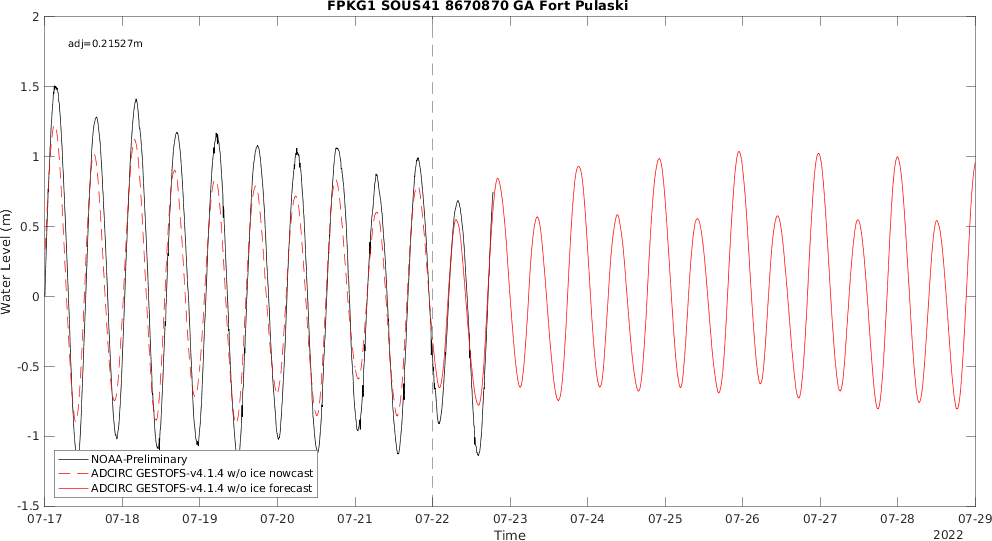 FPKG1 SOUS41 8670870 GA Fort Pulaski
adj=0.21527m
2
1.5
1
0.5
0
-0.5
-1
-1.5
Water Level (m)
NOAA-Preliminary
ADCIRC GESTOFS-v4.1.4 w/o ice nowcast
ADCIRC GESTOFS-v4.1.4 w/o ice forecast
07-17 07-18 07-19 07-20 07-21 07-22 07-23 07-24 07-25 07-26 07-27 07-28 07-29
Time
2022